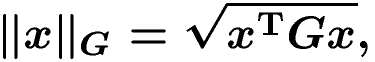 ||x||_G = √(xᵀGx),